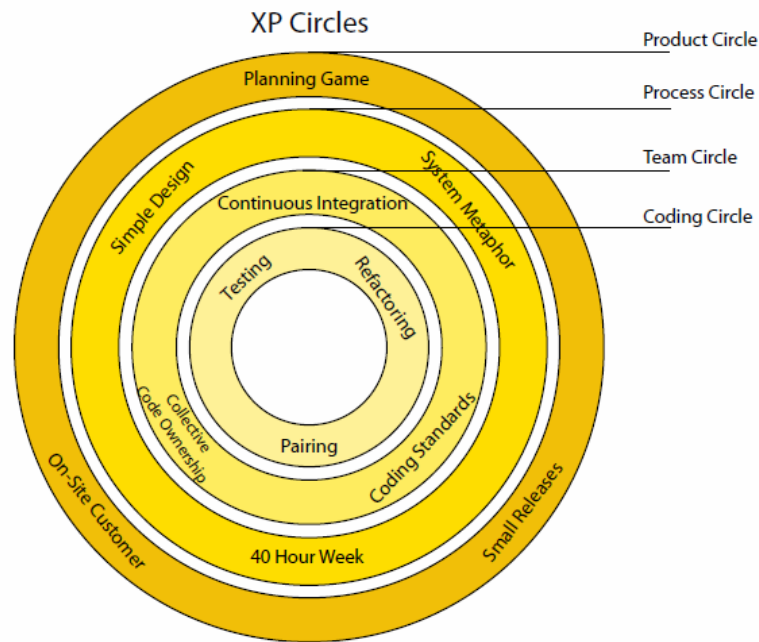 XP Circles
Product Circle
Planning Game
Process Circle
Team Circle
Simple Design
System Metaphor
Continuous Integration
Coding Circle
Testing
Refactoring
Collective
Code Ownership
Pairing
Coding Standards
On-Site Customer
40 Hour Week
Small Releases